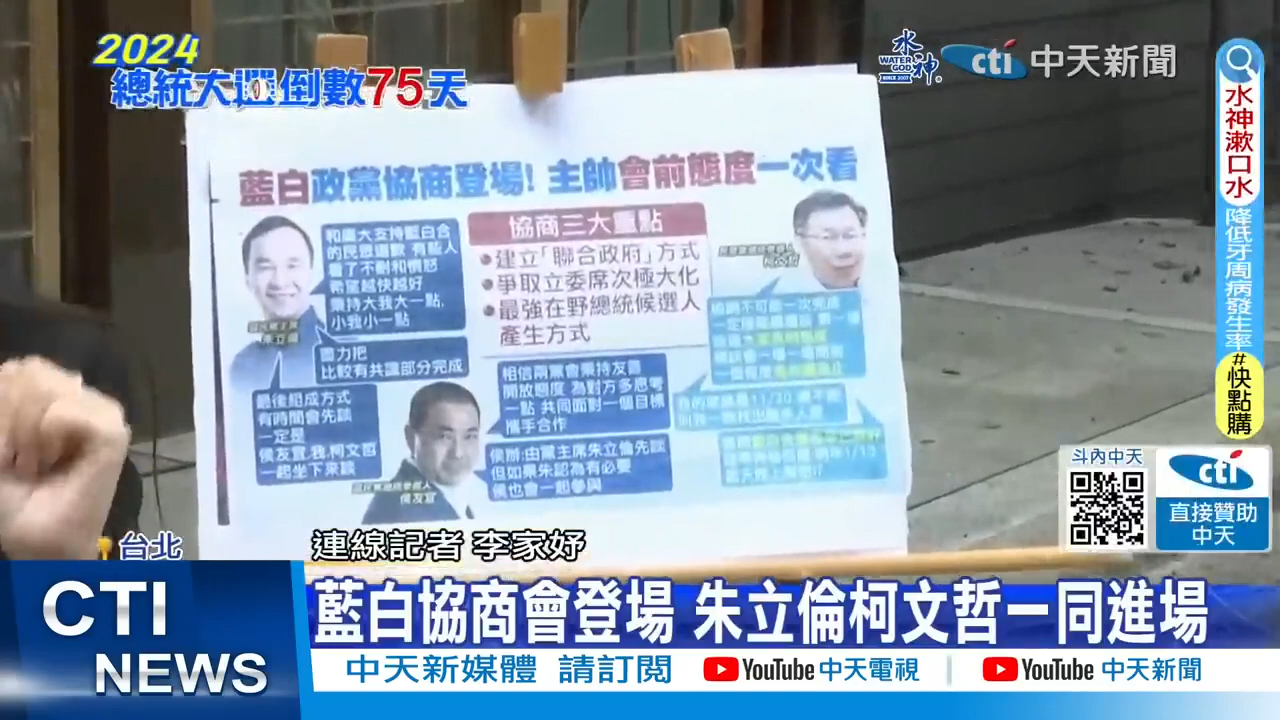 2024
總統大選倒數75天
水神
WATER GOD
SINCE 2007
cti 中天新聞
水神漱口水
降低牙周病發生率
#快點購
藍白政黨協商登場! 主帥會前態度一次看
和廣大支持藍白合
的民眾道歉 有些人
看了不耐和憤怒
希望越快越好
秉持大我大一點,
小我小一點
盡力把
比較有共識部分完成
最後組成方式
有時間會先談
一定是
侯友宜,我,柯文哲
一起坐下來談
協商三大重點
建立「聯合政府」方式
爭取立委席次極大化
最強在野總統候選人
產生方式
相信兩黨會秉持友善
開放態度 為對方多思考
一點 共同面對一個目標
攜手合作
侯辦:由黨主席朱立倫先談
但如果朱認為有必要
侯也會一起參與
侯友宜
柯文哲
斗內中天
cti
直接贊助
中天
台北
連線記者 李家妤
CTI
NEWS
藍白協商會登場 朱立倫柯文哲一同進場
中天新媒體 請訂閱
YouTube 中天電視
YouTube 中天新聞